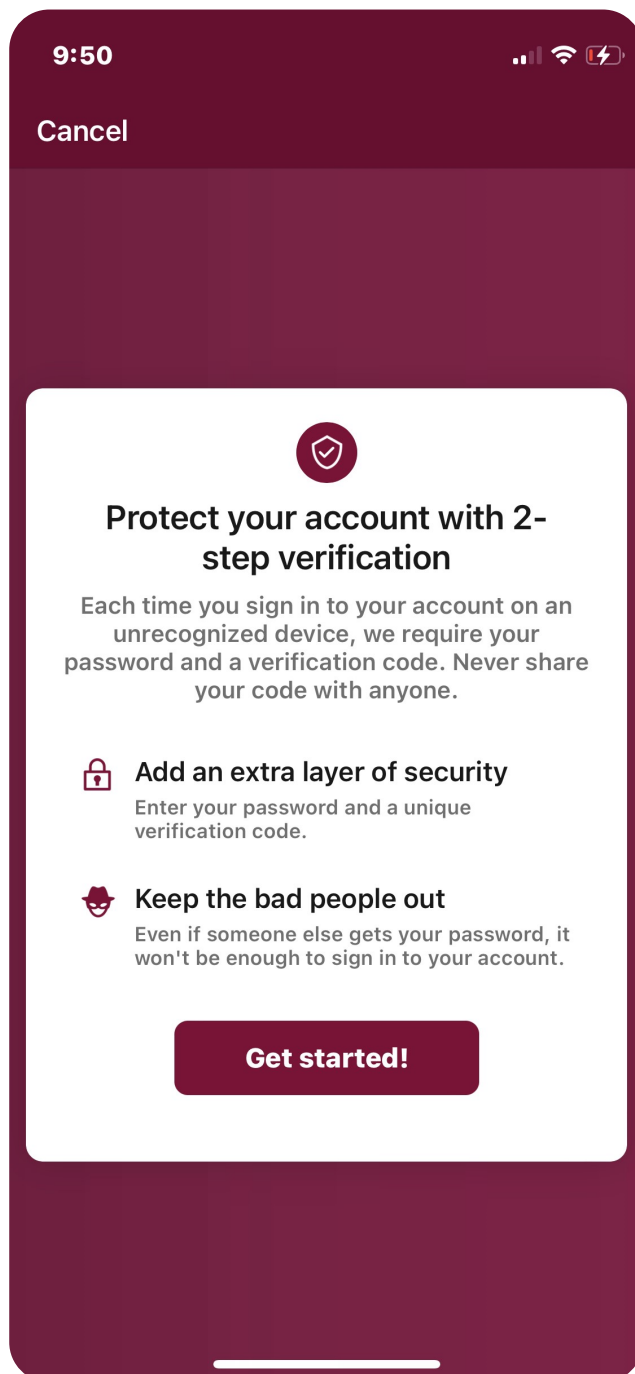 9:50
Cancel
Protect your account with 2-
step verification
Each time you sign in to your account on an
unrecognized device, we require your
password and a verification code. Never share
your code with anyone.
Add an extra layer of security
Enter your password and a unique
verification code.
Keep the bad people out
Even if someone else gets your password, it
won't be enough to sign in to your account.
Get started!